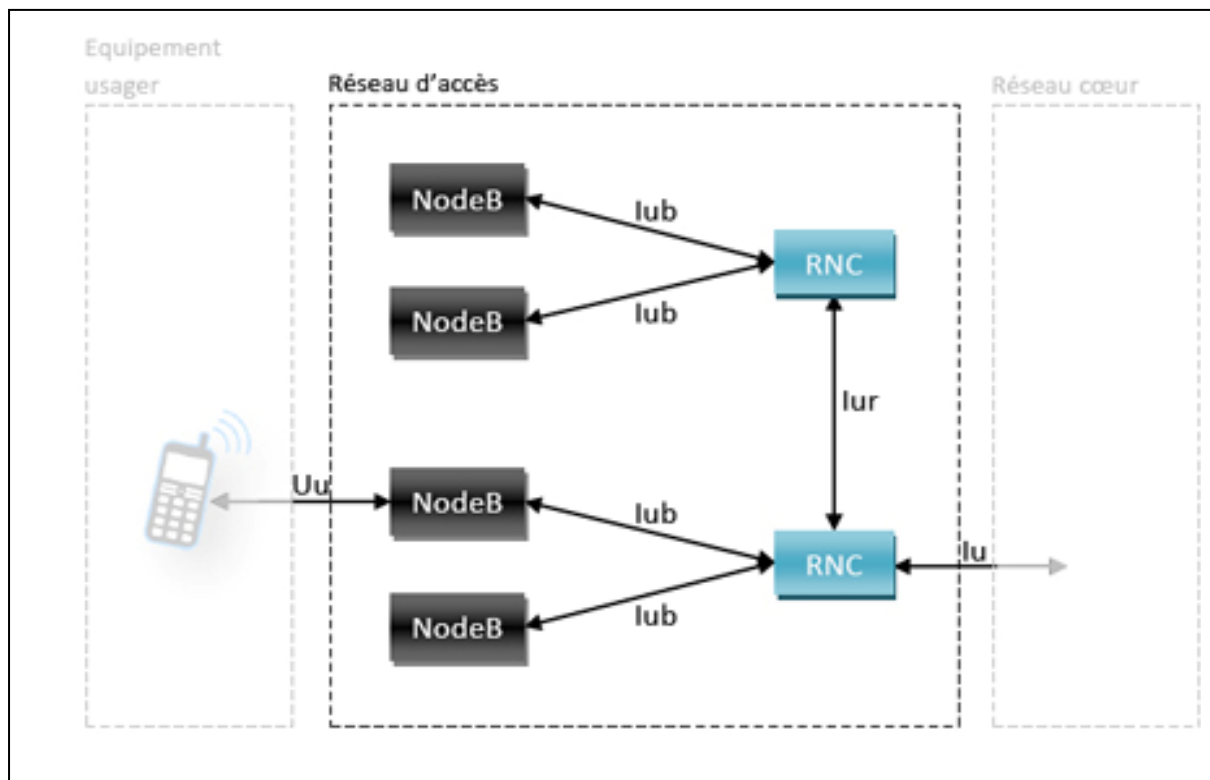 Equipement
usager
Réseau d'accès
Réseau cœur
NodeB
Iub
RNC
NodeB
Iub
Iur
Uu
NodeB
Iub
RNC
Iu
NodeB
Iub